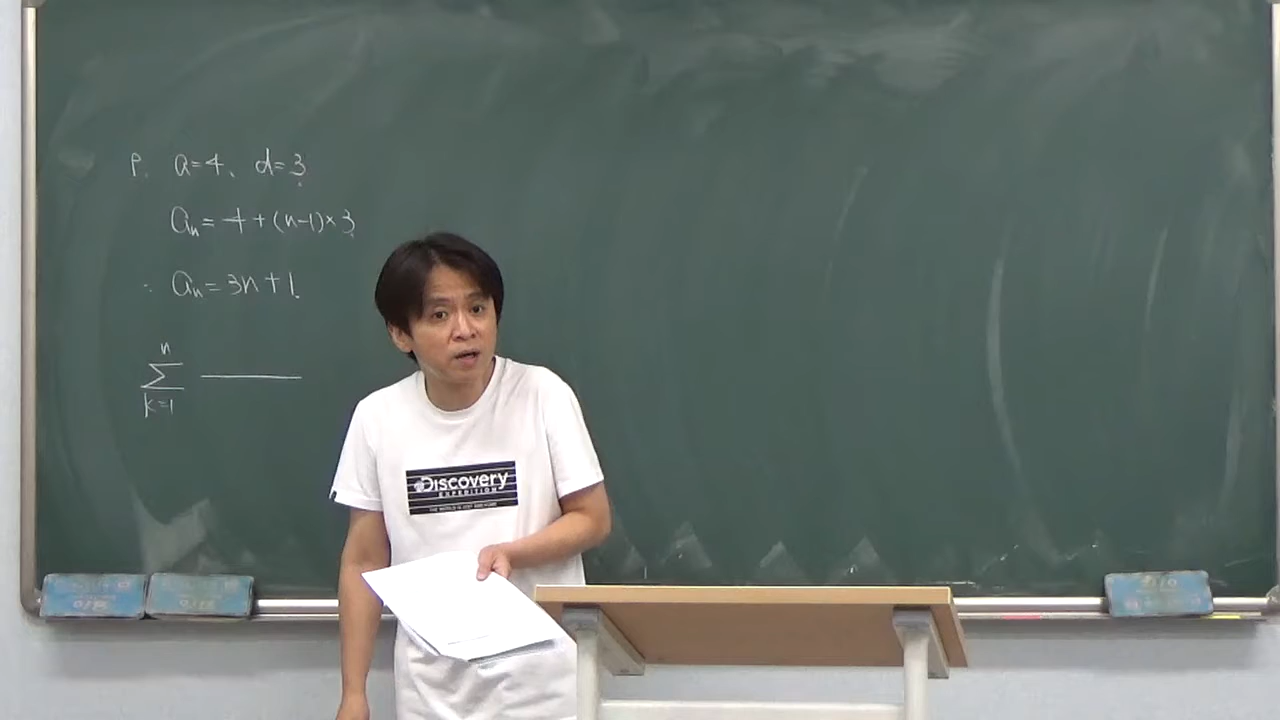 P. a=4、 d=3
aₙ= 4+(n-1)×3
∴ aₙ=3n+1
n
∑
k=1
Discovery
EXPEDITION